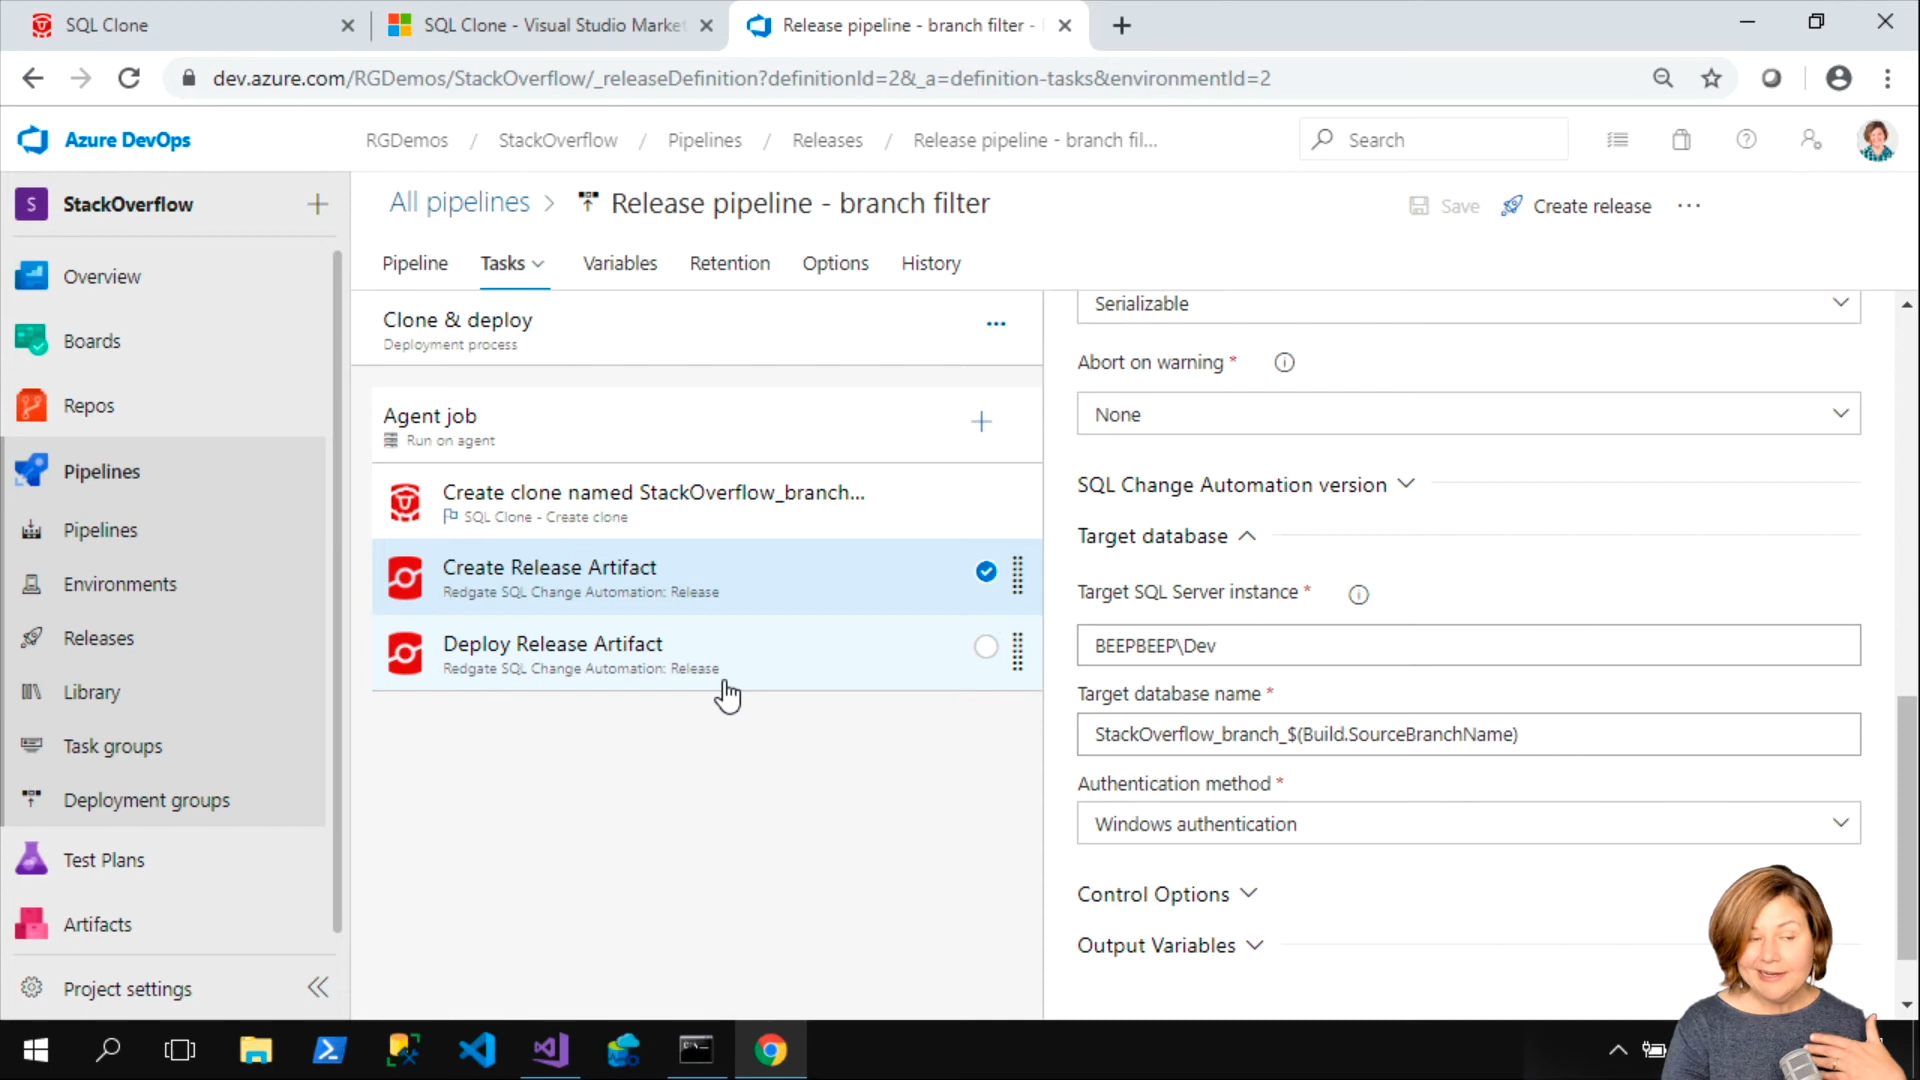 SQL Clone
SQL Clone - Visual Studio Market
Release pipeline - branch filter -
dev.azure.com/RGDemos/StackOverflow/_releaseDefinition?definitionId=2&_a=definition-tasks&environmentId=2
Azure DevOps
RGDemos / StackOverflow / Pipelines / Releases / Release pipeline - branch fil...
Search
S
StackOverflow
All pipelines > Release pipeline - branch filter
Save
Create release
Overview
Boards
Repos
Pipelines
Pipelines
Environments
Releases
Library
Task groups
Deployment groups
Test Plans
Artifacts
Project settings
Pipeline
Tasks
Variables
Retention
Options
History
Clone & deploy
Deployment process
Agent job
Run on agent
Create clone named StackOverflow_branch...
SQL Clone - Create clone
Create Release Artifact
Redgate SQL Change Automation: Release
Deploy Release Artifact
Redgate SQL Change Automation: Release
Serializable
Abort on warning *
None
SQL Change Automation version
Target database
Target SQL Server instance *
BEEPBEEP\Dev
Target database name *
StackOverflow_branch_$(Build.SourceBranchName)
Authentication method *
Windows authentication
Control Options
Output Variables